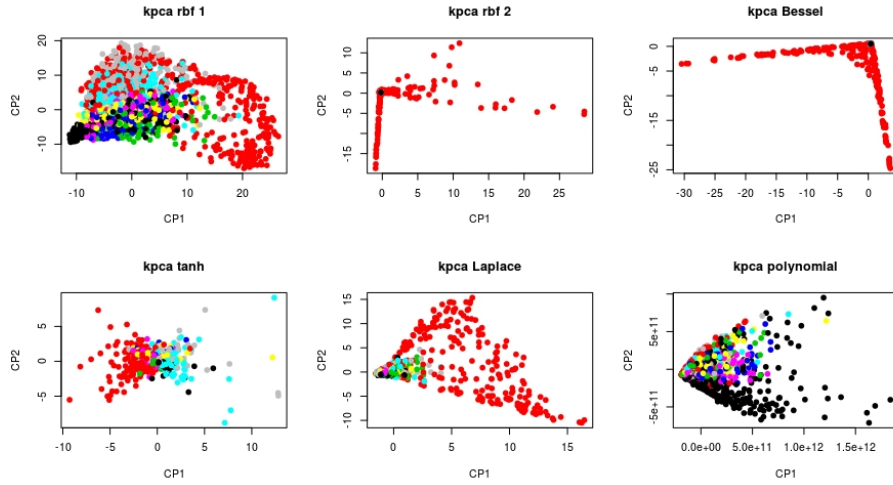 kpca rbf 1
CP2
20
10
0
-10
-10 0 10 20
CP1
kpca rbf 2
CP2
10
5
0
-5
-15
0 5 10 15 20 25
CP1
kpca Bessel
CP2
0
-5
-15
-25
-30 -25 -20 -15 -10 -5 0
CP1
kpca tanh
CP2
5
0
-5
-10 -5 0 5 10
CP1
kpca Laplace
CP2
15
10
5
0
-5
-10
0 5 10 15
CP1
kpca polynomial
CP2
5e+11
-5e+11
0.0e+00 5.0e+11 1.0e+12 1.5e+12
CP1